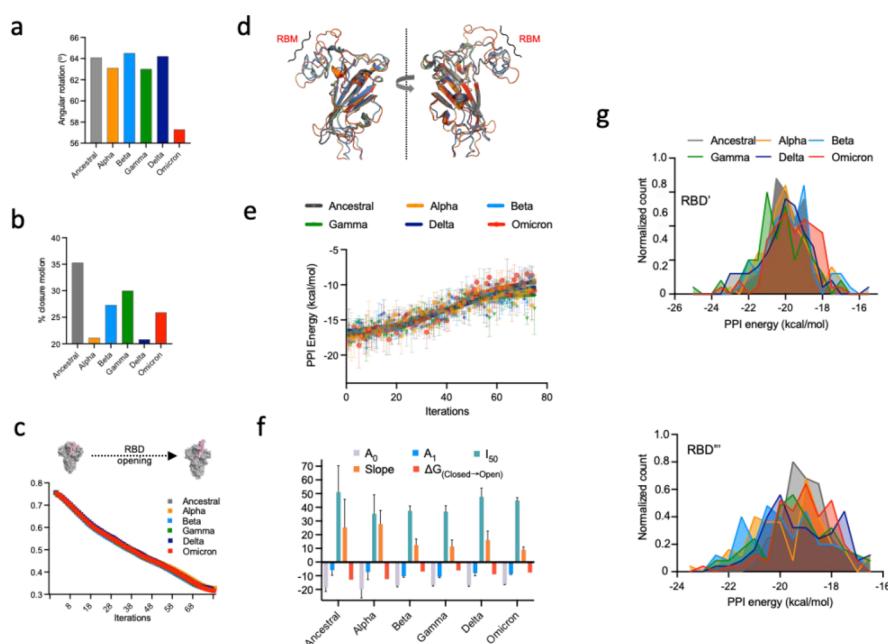 a
Angular rotation (°)
66
64
62
60
58
56
Ancestral
Alpha
Beta
Gamma
Delta
Omicron
b
% closure motion
40
35
30
25
20
Ancestral
Alpha
Beta
Gamma
Delta
Omicron
c
RBD
opening
0.8
0.7
0.6
0.5
0.4
0.3
Ancestral
Alpha
Beta
Gamma
Delta
Omicron
8 18 28 38 48 58 68
Iterations
d
RBM
RBM
e
Ancestral Alpha Beta
Gamma Delta Omicron
PPI Energy (kcal/mol)
-5
-10
-15
-20
0 20 40 60 80
Iterations
f
A0 A1 I50
Slope ΔG(Closed→Open)
70
60
50
40
30
20
10
0
-10
-20
Ancestral
Alpha
Beta
Gamma
Delta
Omicron
g
Ancestral Alpha Beta
Gamma Delta Omicron
RBD'
Normalized count
1.0
0.8
0.6
0.4
0.2
0
-26 -24 -22 -20 -18 -16
PPI energy (kcal/mol)
Normalized count
1.0
0.8
0.6
0.4
0.2
0
-24 -22 -20 -18 -16
PPI energy (kcal/mol)